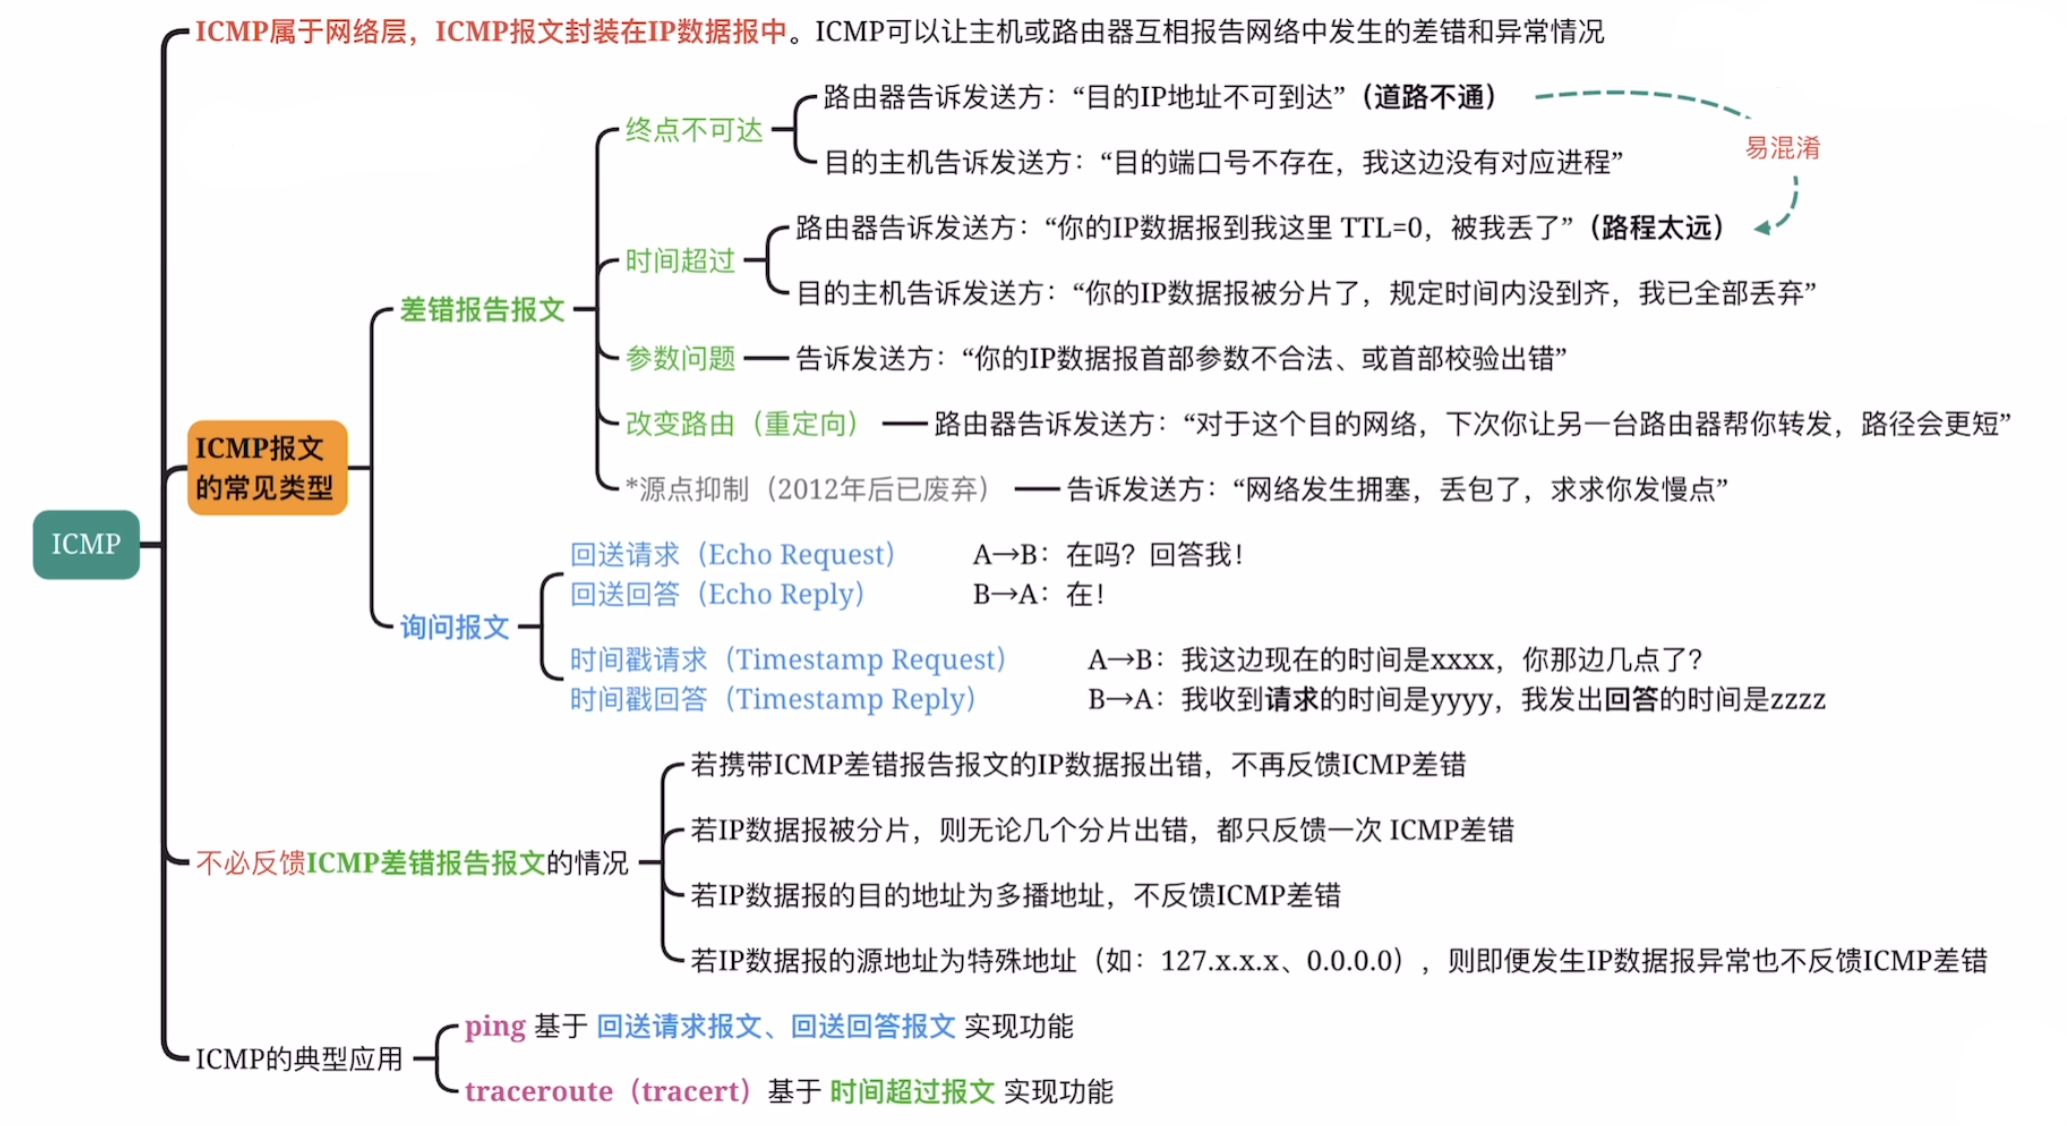 ICMP属于网络层，ICMP报文封装在IP数据报中。ICMP可以让主机或路由器互相报告网络中发生的差错和异常情况
路由器告诉发送方：“目的IP地址不可到达”（道路不通）
终点不可达
易混淆
目的主机告诉发送方：“目的端口号不存在，我这边没有对应进程”
路由器告诉发送方：“你的IP数据报到我这里 TTL=0，被我丢了”（路程太远）
时间超过
目的主机告诉发送方：“你的IP数据报被分片了，规定时间内没到齐，我已全部丢弃”
差错报告报文
参数问题
告诉发送方：“你的IP数据报首部参数不合法、或首部校验出错”
改变路由（重定向）
路由器告诉发送方：“对于这个目的网络，下次你让另一台路由器帮你转发，路径会更短”
ICMP报文
的常见类型
*源点抑制（2012年后已废弃）
告诉发送方：“网络发生拥塞，丢包了，求求你发慢点”
ICMP
回送请求（Echo Request） A→B：在吗？回答我！
回送回答（Echo Reply） B→A：在！
询问报文
时间戳请求（Timestamp Request） A→B：我这边现在的时间是xxxx，你那边几点了？
时间戳回答（Timestamp Reply） B→A：我收到请求的时间是yyyy，我发出回答的时间是zzzz
若携带ICMP差错报告报文的IP数据报出错，不再反馈ICMP差错
若IP数据报被分片，则无论几个分片出错，都只反馈一次 ICMP差错
不必反馈ICMP差错报告报文的情况
若IP数据报的目的地址为多播地址，不反馈ICMP差错
若IP数据报的源地址为特殊地址（如：127.x.x.x、0.0.0.0），则即便发生IP数据报异常也不反馈ICMP差错
ping 基于 回送请求报文、回送回答报文 实现功能
ICMP的典型应用
traceroute（tracert）基于 时间超过报文 实现功能